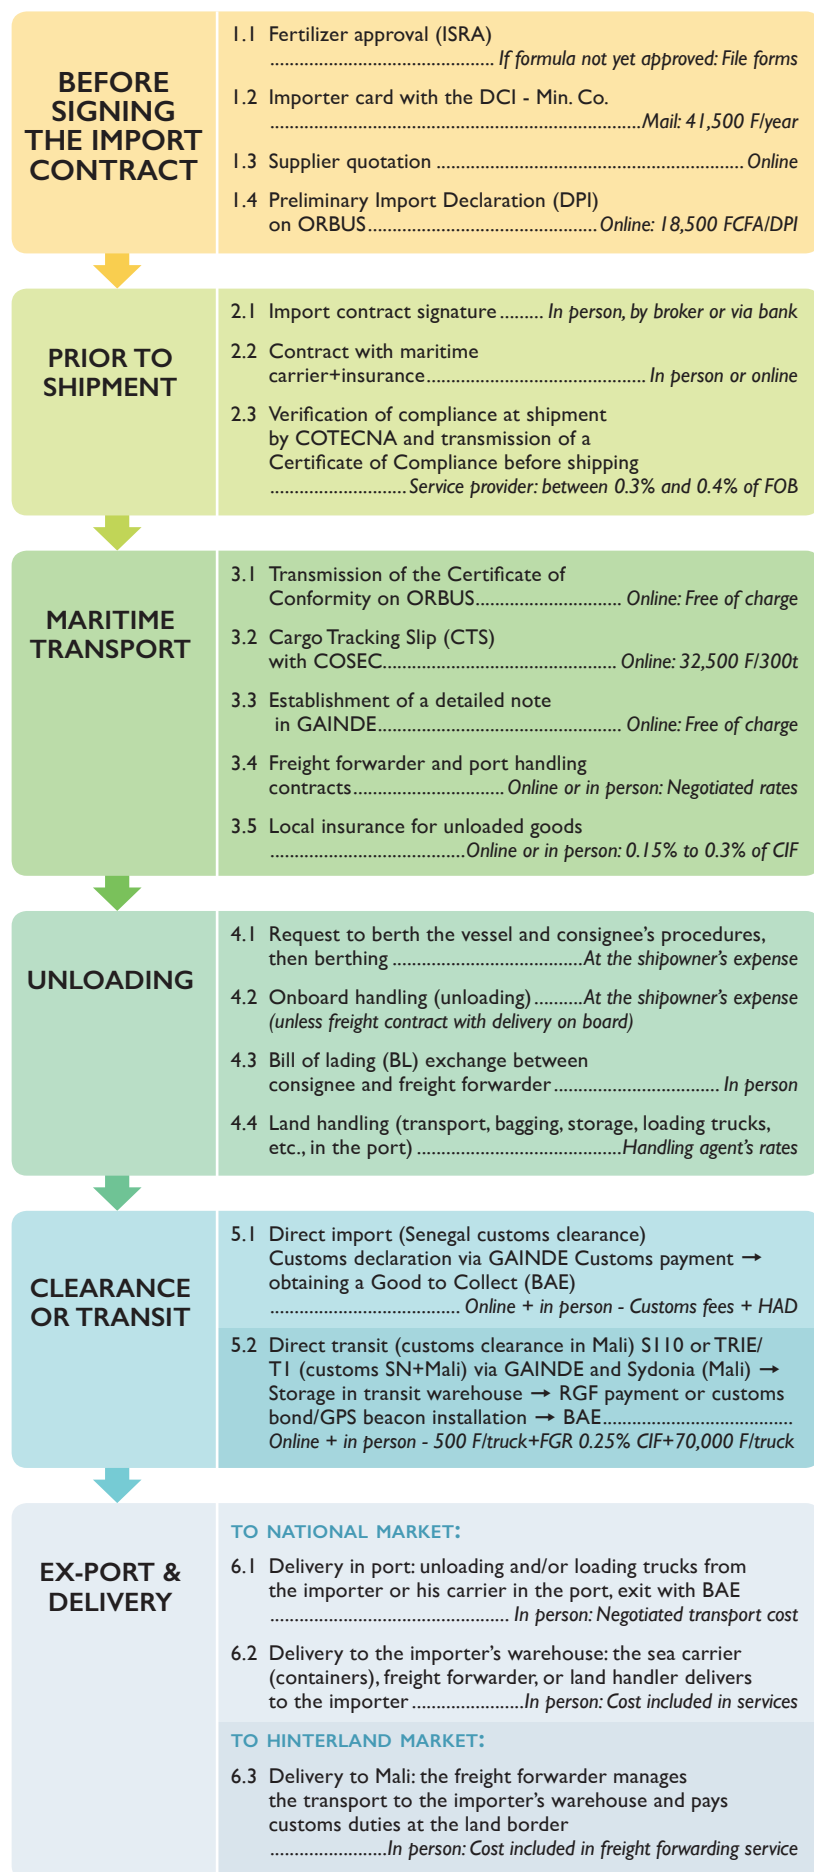 BEFORE
SIGNING
THE IMPORT
CONTRACT
1.1 Fertilizer approval (ISRA)
.............................................. If formula not yet approved: File forms
1.2 Importer card with the DCI - Min. Co.
............................................................................Mail: 41,500 F/year
1.3 Supplier quotation ............................................................... Online
1.4 Preliminary Import Declaration (DPI)
on ORBUS............................................... Online: 18,500 FCFA/DPI
PRIOR TO
SHIPMENT
2.1 Import contract signature ......... In person, by broker or via bank
2.2 Contract with maritime
carrier+insurance............................................. In person or online
2.3 Verification of compliance at shipment
by COTECNA and transmission of a
Certificate of Compliance before shipping
............................ Service provider: between 0.3% and 0.4% of FOB
MARITIME
TRANSPORT
3.1 Transmission of the Certificate of
Conformity on ORBUS.............................. Online: Free of charge
3.2 Cargo Tracking Slip (CTS)
with COSEC................................................ Online: 32,500 F/300t
3.3 Establishment of a detailed note
in GAINDE.................................................. Online: Free of charge
3.4 Freight forwarder and port handling
contracts............................... Online or in person: Negotiated rates
3.5 Local insurance for unloaded goods
........................................Online or in person: 0.15% to 0.3% of CIF
UNLOADING
4.1 Request to berth the vessel and consignee’s procedures,
then berthing .......................................At the shipowner’s expense
4.2 Onboard handling (unloading)..........At the shipowner’s expense
(unless freight contract with delivery on board)
4.3 Bill of lading (BL) exchange between
consignee and freight forwarder .................................. In person
4.4 Land handling (transport, bagging, storage, loading trucks,
etc., in the port) ..........................................Handling agent’s rates
CLEARANCE
OR TRANSIT
5.1 Direct import (Senegal customs clearance)
Customs declaration via GAINDE Customs payment →
obtaining a Good to Collect (BAE)
....................................... Online + in person - Customs fees + HAD
5.2 Direct transit (customs clearance in Mali) S110 or TRIE/
T1 (customs SN+Mali) via GAINDE and Sydonia (Mali) →
Storage in transit warehouse → RGF payment or customs
bond/GPS beacon installation → BAE.......................................
Online + in person - 500 F/truck+FGR 0.25% CIF+70,000 F/truck
EX-PORT &
DELIVERY
TO NATIONAL MARKET:
6.1 Delivery in port: unloading and/or loading trucks from
the importer or his carrier in the port, exit with BAE
................................................. In person: Negotiated transport cost
6.2 Delivery to the importer’s warehouse: the sea carrier
(containers), freight forwarder, or land handler delivers
to the importer .......................In person: Cost included in services
TO HINTERLAND MARKET:
6.3 Delivery to Mali: the freight forwarder manages
the transport to the importer’s warehouse and pays
customs duties at the land border
........................In person: Cost included in freight forwarding service